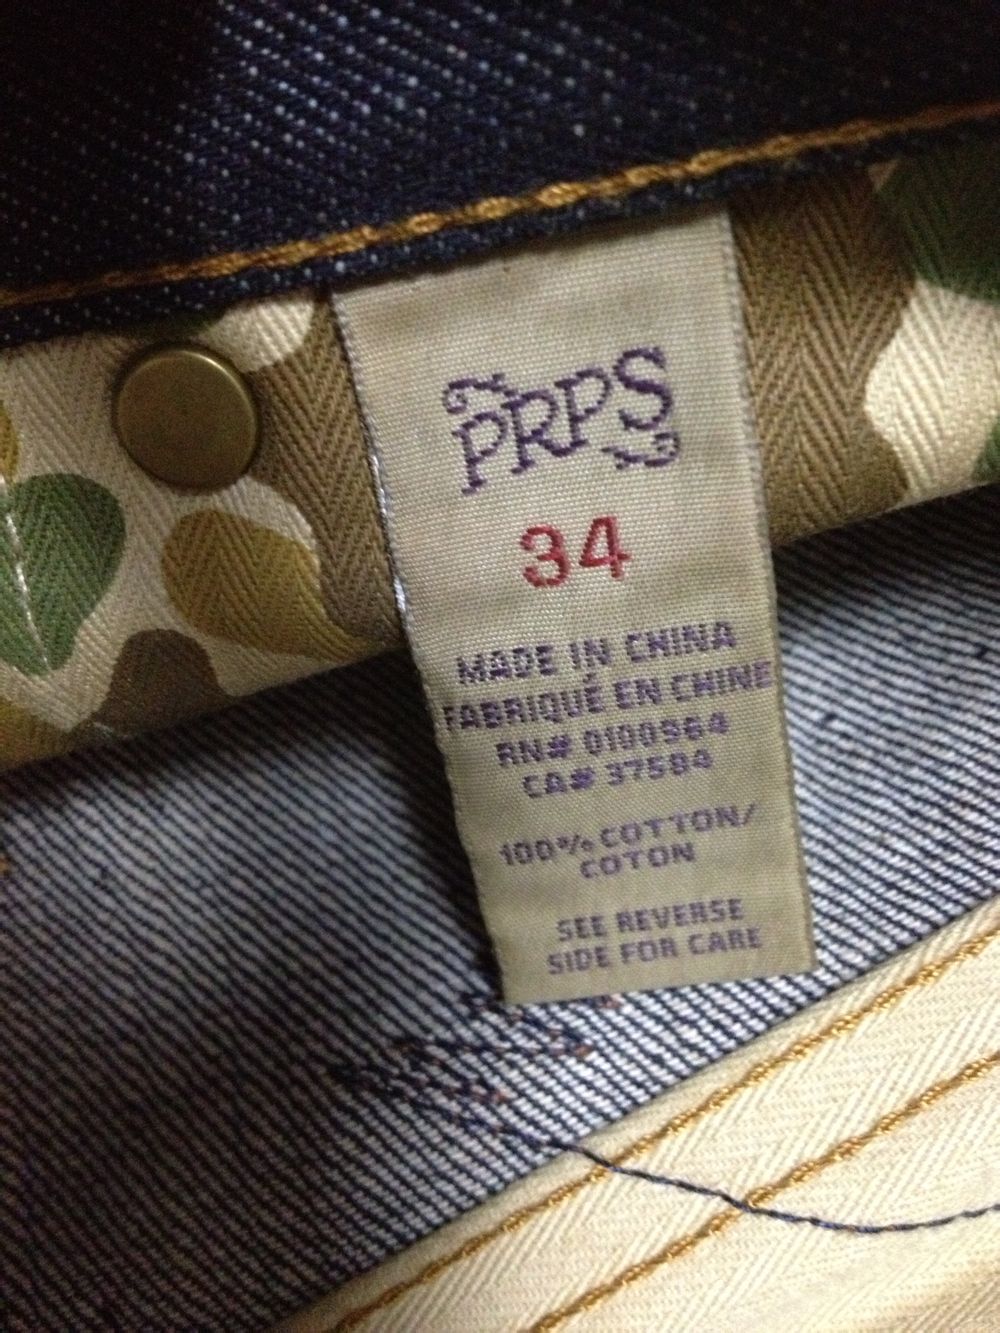 PRPS
34
MADE IN CHINA
FABRIQUÉ EN CHINE
RN# 0100964
CA# 37594
100% COTTON/
COTON
SEE REVERSE
SIDE FOR CARE